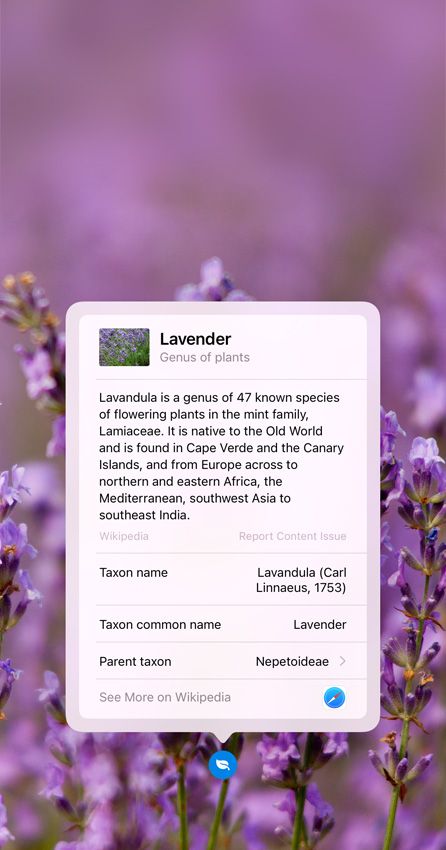 Lavender
Genus of plants
Lavandula is a genus of 47 known species
of flowering plants in the mint family,
Lamiaceae. It is native to the Old World
and is found in Cape Verde and the Canary
Islands, and from Europe across to
northern and eastern Africa, the
Mediterranean, southwest Asia to
southeast India.
Wikipedia Report Content Issue
Taxon name Lavandula (Carl
Linnaeus, 1753)
Taxon common name Lavender
Parent taxon Nepetoideae
See More on Wikipedia